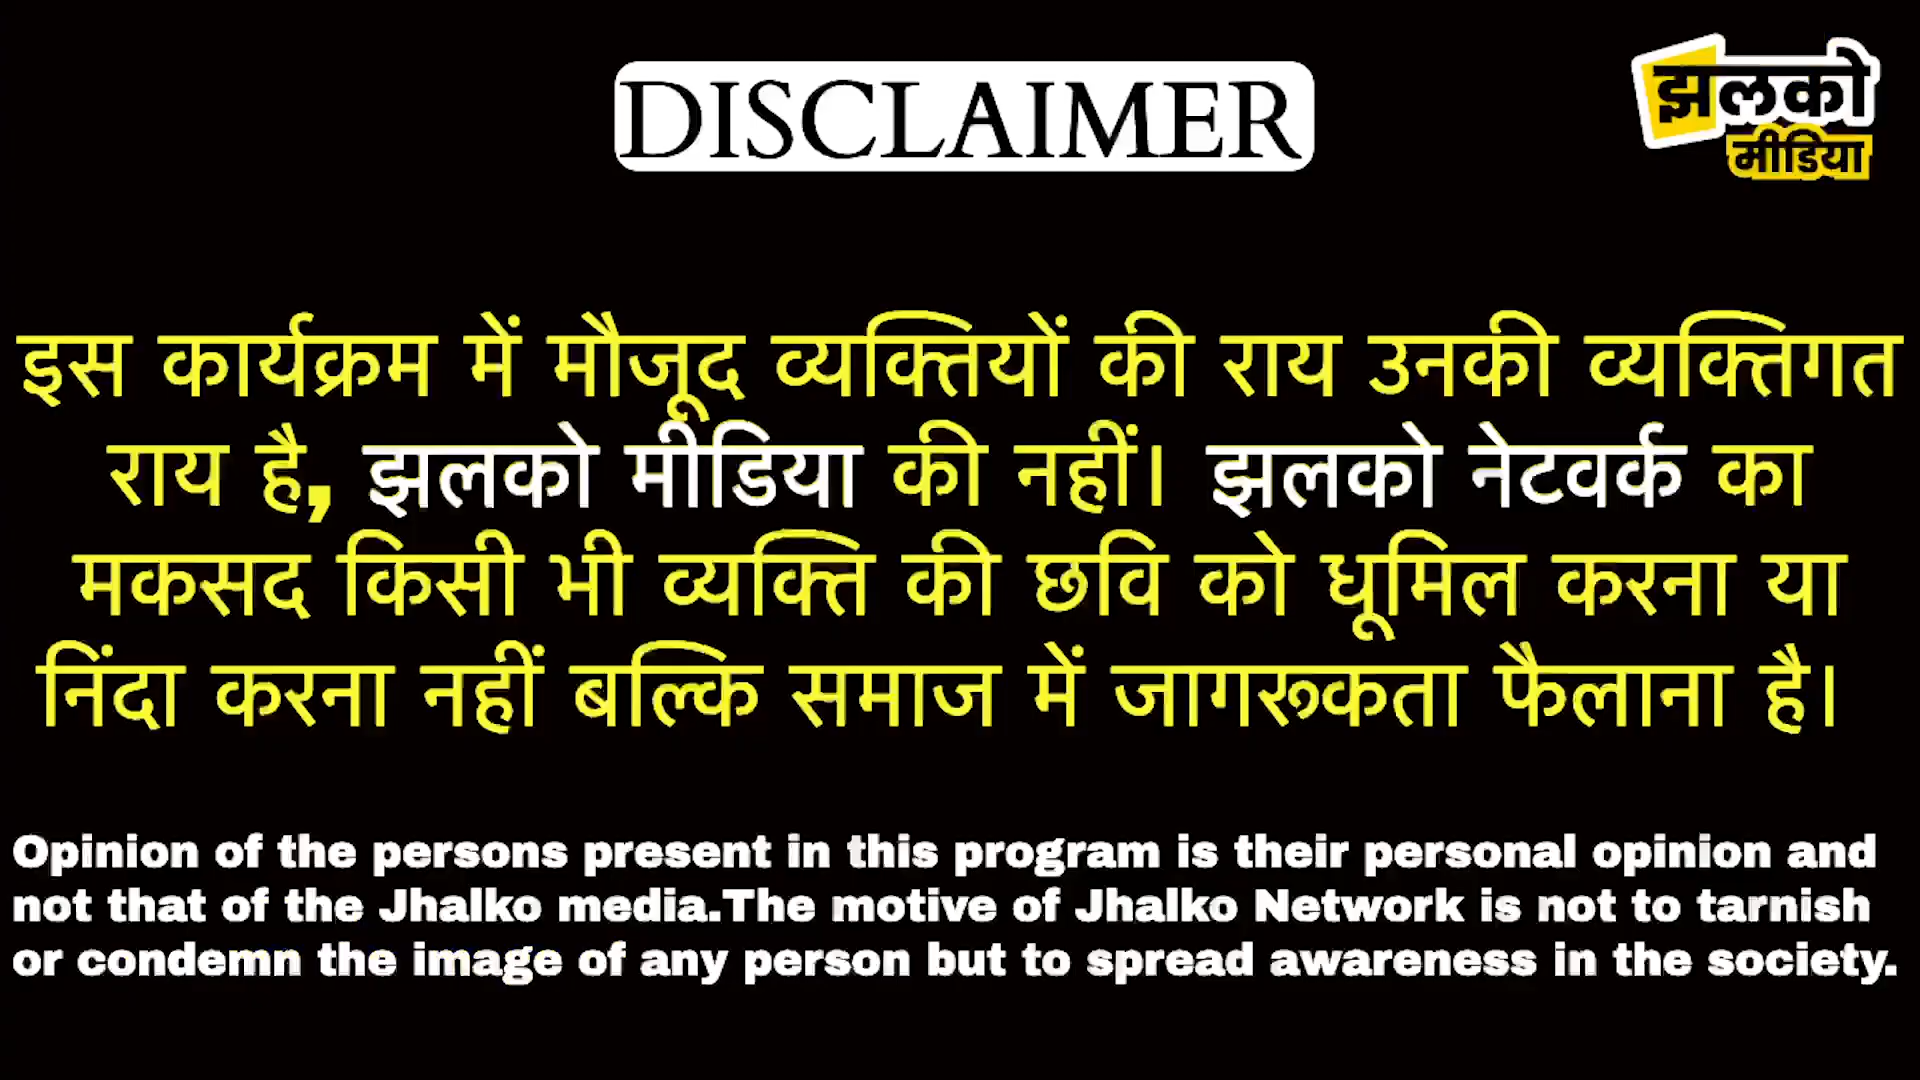 DISCLAIMER
झलको
मीडिया
इस कार्यक्रम में मौजूद व्यक्तियों की राय उनकी व्यक्तिगत
राय है, झलको मीडिया की नहीं। झलको नेटवर्क का
मकसद किसी भी व्यक्ति की छवि को धूमिल करना या
निंदा करना नहीं बल्कि समाज में जागरूकता फैलाना है।
Opinion of the persons present in this program is their personal opinion and
not that of the Jhalko media.The motive of Jhalko Network is not to tarnish
or condemn the image of any person but to spread awareness in the society.